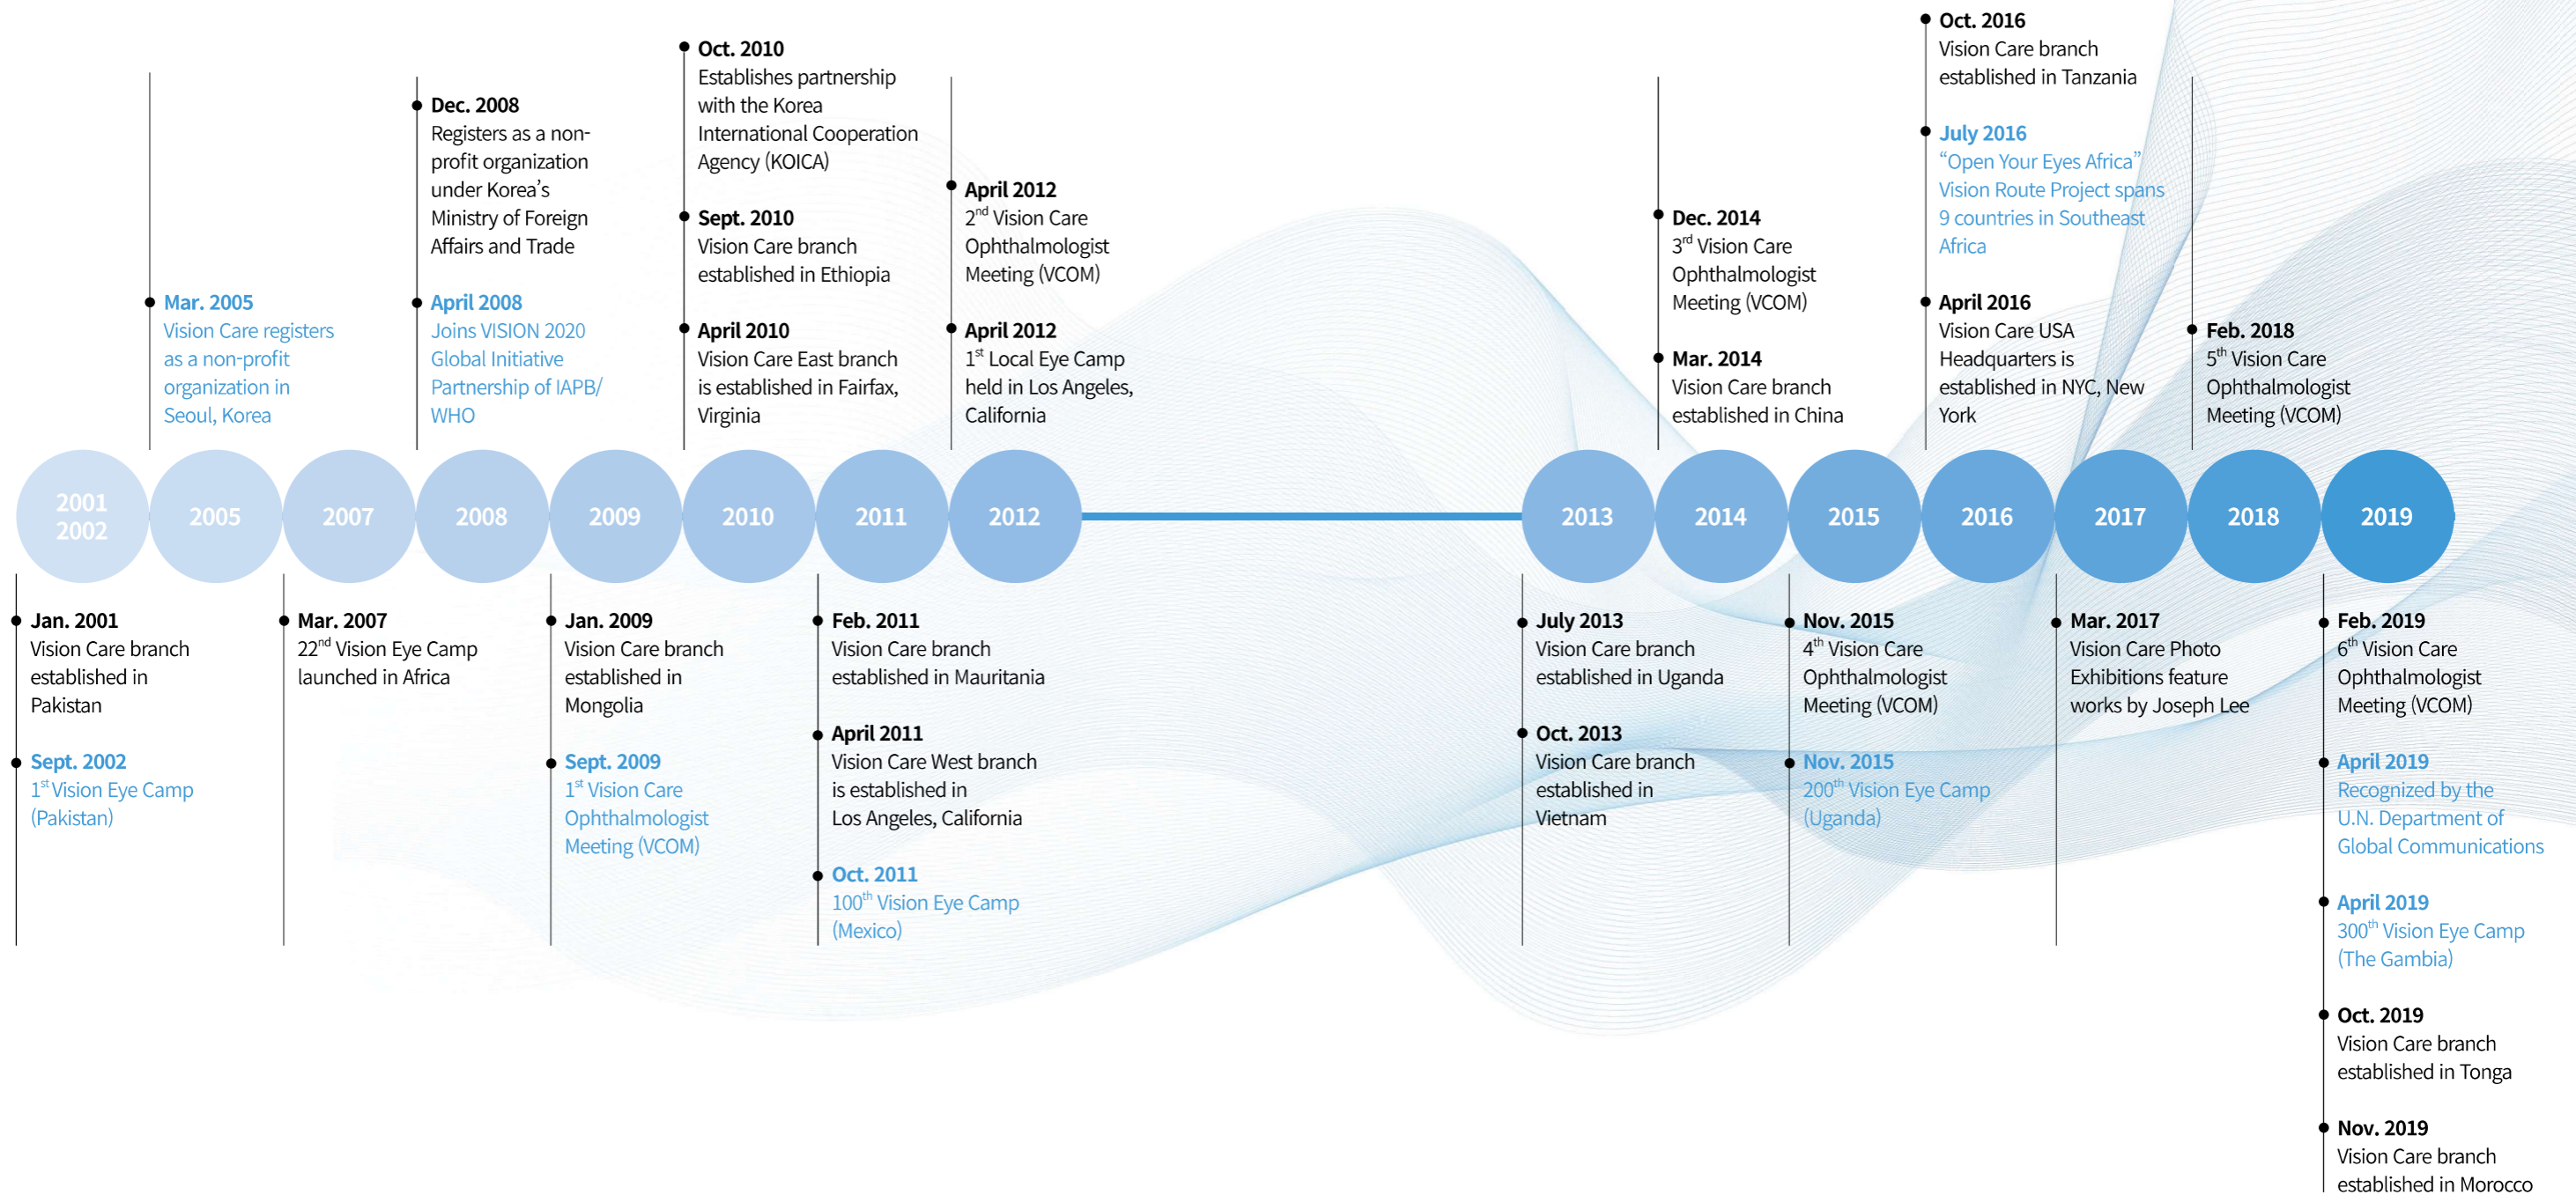 Oct. 2016
Vision Care branch
established in Tanzania
July 2016
“Open Your Eyes Africa”
Vision Route Project spans
9 countries in Southeast
Africa
April 2016
Vision Care USA
Headquarters is
established in NYC, New
York
Oct. 2010
Establishes partnership
with the Korea
International Cooperation
Agency (KOICA)
Sept. 2010
Vision Care branch
established in Ethiopia
April 2010
Vision Care East branch
is established in Fairfax,
Virginia
Dec. 2008
Registers as a non-
profit organization
under Korea’s
Ministry of Foreign
Affairs and Trade
April 2008
Joins VISION 2020
Global Initiative
Partnership of IAPB/
WHO
Mar. 2005
Vision Care registers
as a non-profit
organization in
Seoul, Korea
April 2012
2nd Vision Care
Ophthalmologist
Meeting (VCOM)
April 2012
1st Local Eye Camp
held in Los Angeles,
California
Dec. 2014
3rd Vision Care
Ophthalmologist
Meeting (VCOM)
Mar. 2014
Vision Care branch
established in China
Feb. 2018
5th Vision Care
Ophthalmologist
Meeting (VCOM)
2001
2002
2005
2007
2008
2009
2010
2011
2012
2013
2014
2015
2016
2017
2018
2019
Jan. 2001
Vision Care branch
established in
Pakistan
Sept. 2002
1st Vision Eye Camp
(Pakistan)
Mar. 2007
22nd Vision Eye Camp
launched in Africa
Jan. 2009
Vision Care branch
established in
Mongolia
Sept. 2009
1st Vision Care
Ophthalmologist
Meeting (VCOM)
Feb. 2011
Vision Care branch
established in Mauritania
April 2011
Vision Care West branch
is established in
Los Angeles, California
Oct. 2011
100th Vision Eye Camp
(Mexico)
July 2013
Vision Care branch
established in Uganda
Oct. 2013
Vision Care branch
established in
Vietnam
Nov. 2015
4th Vision Care
Ophthalmologist
Meeting (VCOM)
Nov. 2015
200th Vision Eye Camp
(Uganda)
Mar. 2017
Vision Care Photo
Exhibitions feature
works by Joseph Lee
Feb. 2019
6th Vision Care
Ophthalmologist
Meeting (VCOM)
April 2019
Recognized by the
U.N. Department of
Global Communications
April 2019
300th Vision Eye Camp
(The Gambia)
Oct. 2019
Vision Care branch
established in Tonga
Nov. 2019
Vision Care branch
established in Morocco